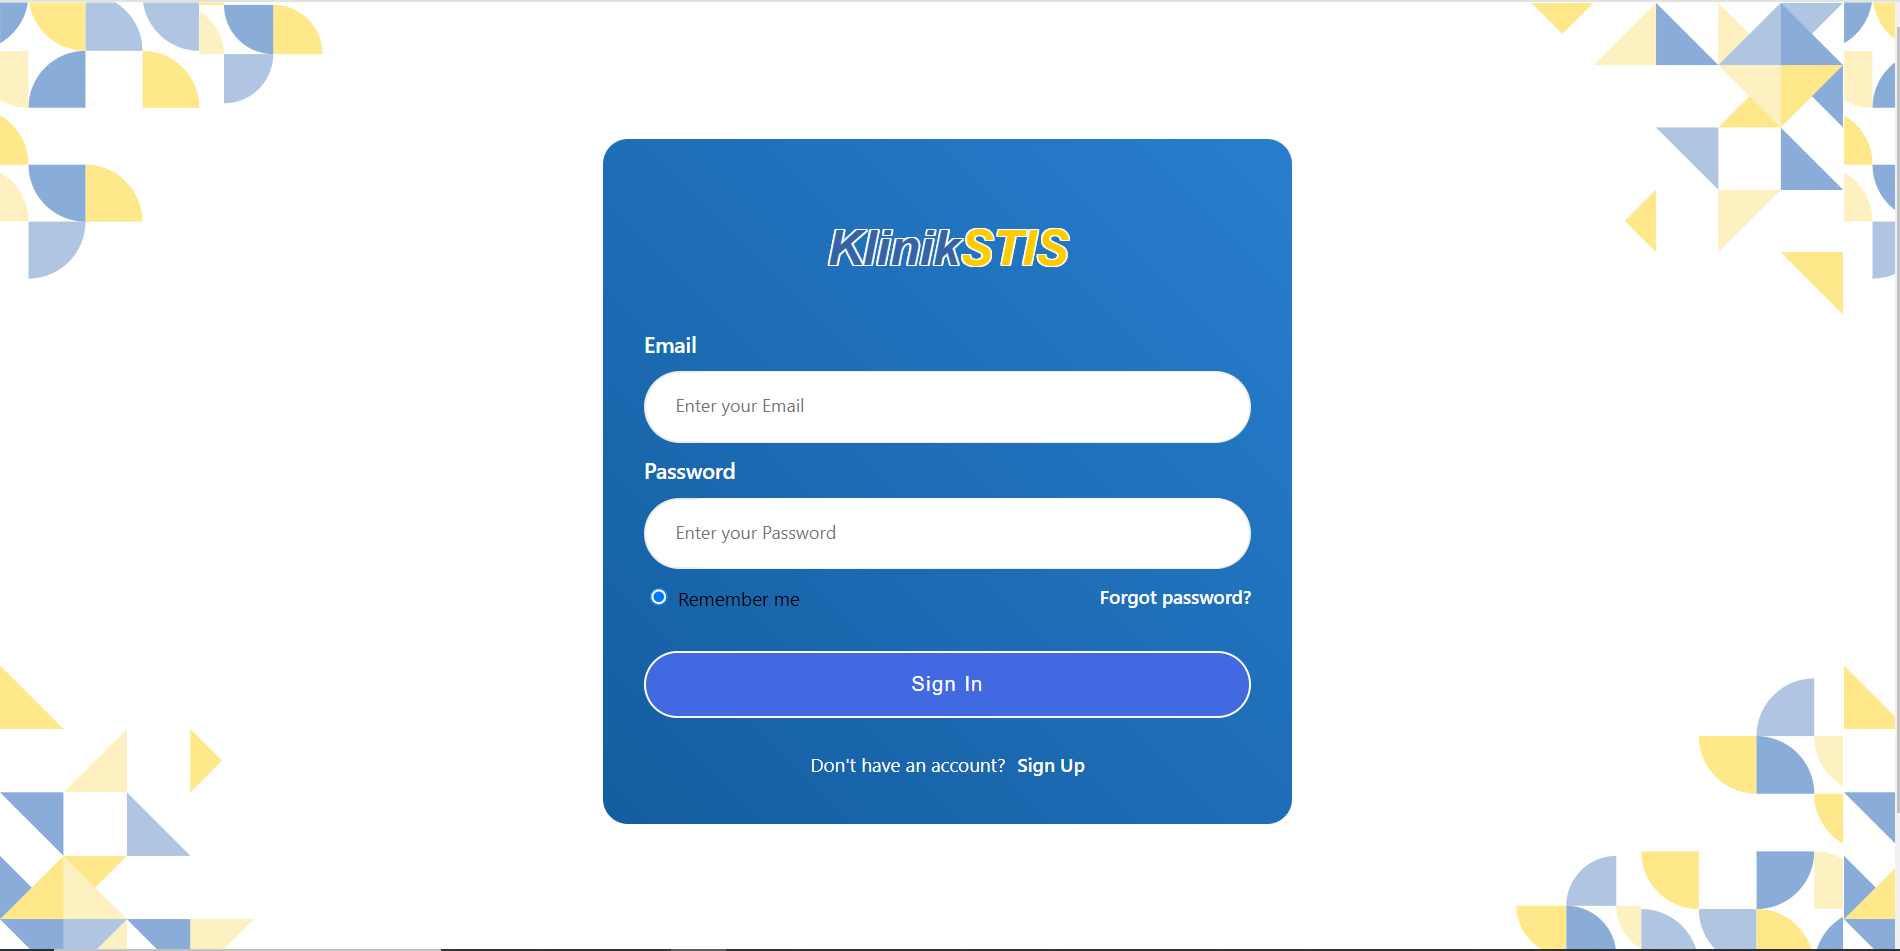 KlinikSTIS
Email
Enter your Email
Password
Enter your Password
Remember me Forgot password?
Sign In
Don't have an account? Sign Up